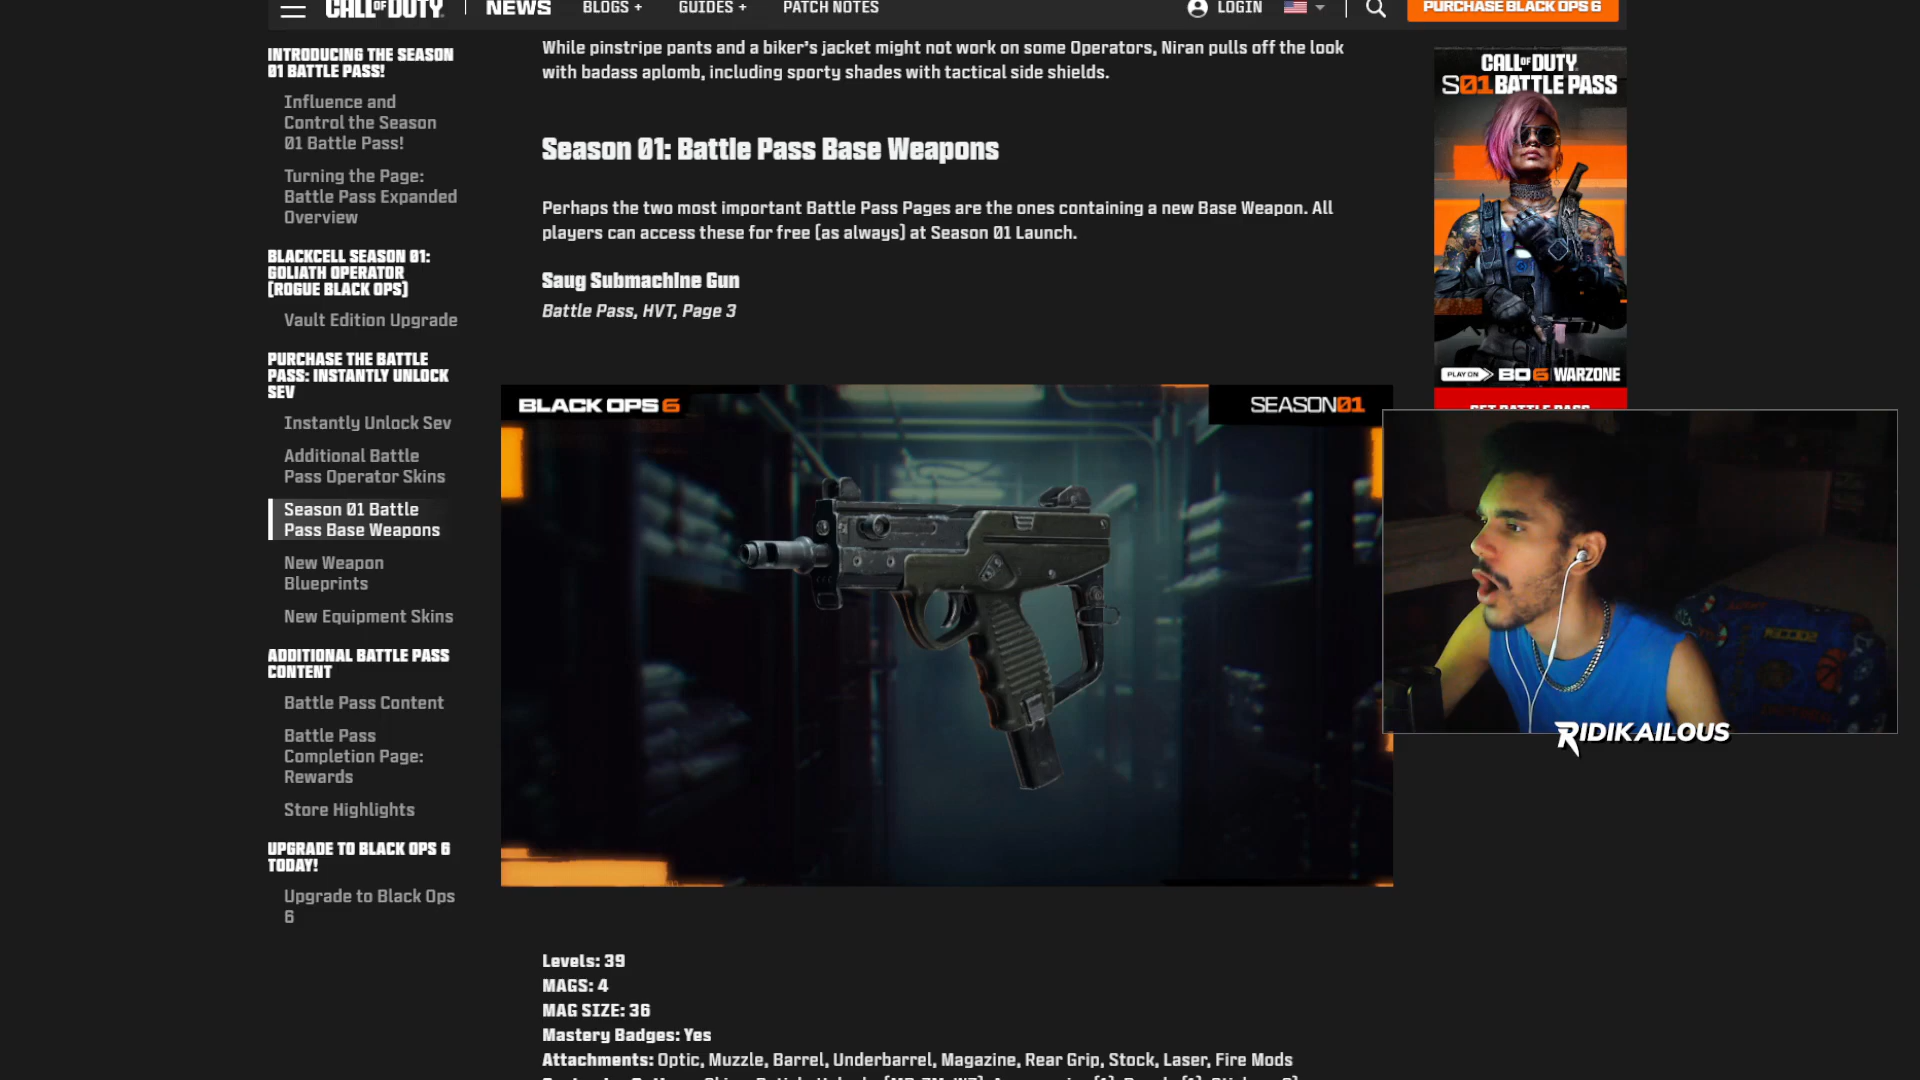 CALL OF DUTY
NEWS
BLOGS +
GUIDES +
PATCH NOTES
LOGIN
PURCHASE BLACK OPS 6
INTRODUCING THE SEASON
01 BATTLE PASS!
Influence and
Control the Season
01 Battle Pass!
Turning the Page:
Battle Pass Expanded
Overview
BLACKCELL SEASON 01:
GOLIATH OPERATOR
(ROGUE BLACK OPS)
Vault Edition Upgrade
PURCHASE THE BATTLE
PASS: INSTANTLY UNLOCK
SEV
Instantly Unlock Sev
Additional Battle
Pass Operator Skins
Season 01 Battle
Pass Base Weapons
New Weapon
Blueprints
New Equipment Skins
ADDITIONAL BATTLE PASS
CONTENT
Battle Pass Content
Battle Pass
Completion Page:
Rewards
Store Highlights
UPGRADE TO BLACK OPS 6
TODAY!
Upgrade to Black Ops
6
While pinstripe pants and a biker's jacket might not work on some Operators, Niran pulls off the look
with badass aplomb, including sporty shades with tactical side shields.
Season 01: Battle Pass Base Weapons
Perhaps the two most important Battle Pass Pages are the ones containing a new Base Weapon. All
players can access these for free (as always) at Season 01 Launch.
Saug Submachine Gun
Battle Pass, HVT, Page 3
BLACK OPS 6
SEASON 01
Levels: 39
MAGS: 4
MAG SIZE: 36
Mastery Badges: Yes
Attachments: Optic, Muzzle, Barrel, Underbarrel, Magazine, Rear Grip, Stock, Laser, Fire Mods
CALL OF DUTY
S01 BATTLE PASS
PLAY ON BO6 WARZONE
GET BATTLE PASS
RIDIKAILOUS